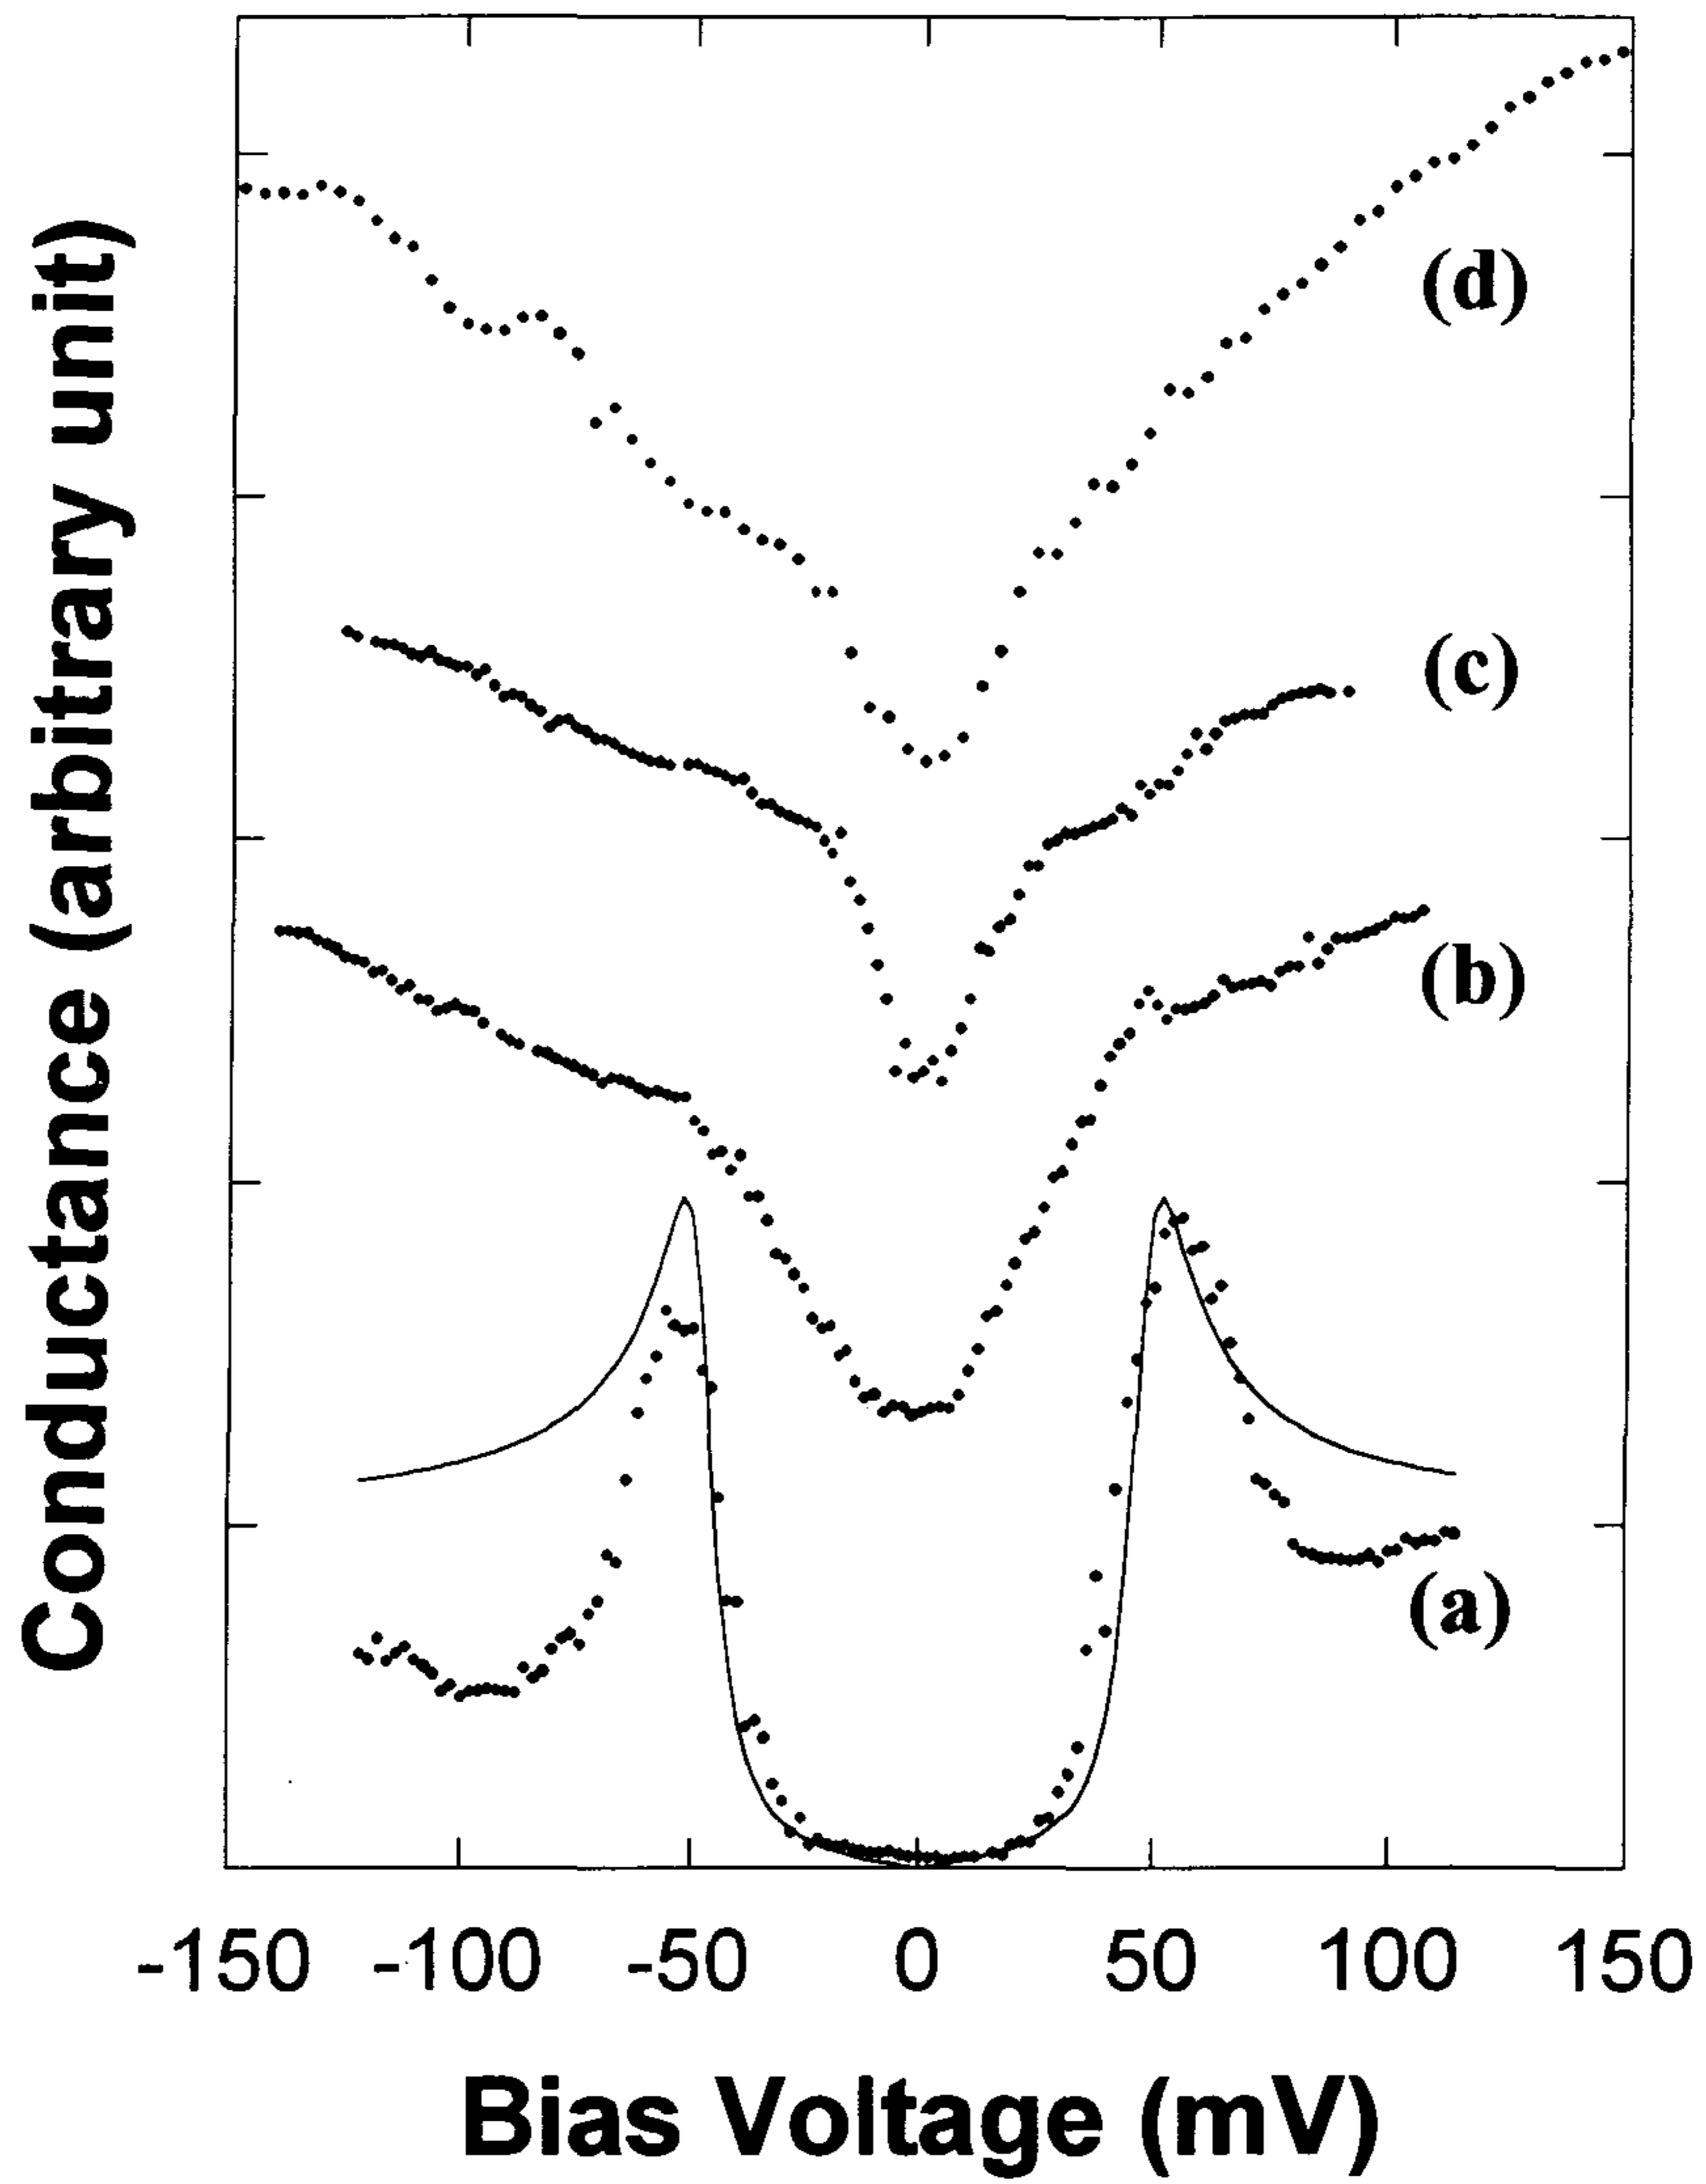 Conductance (arbitrary unit)
(d)
(c)
(b)
(a)
-150 -100 -50 0 50 100 150
Bias Voltage (mV)